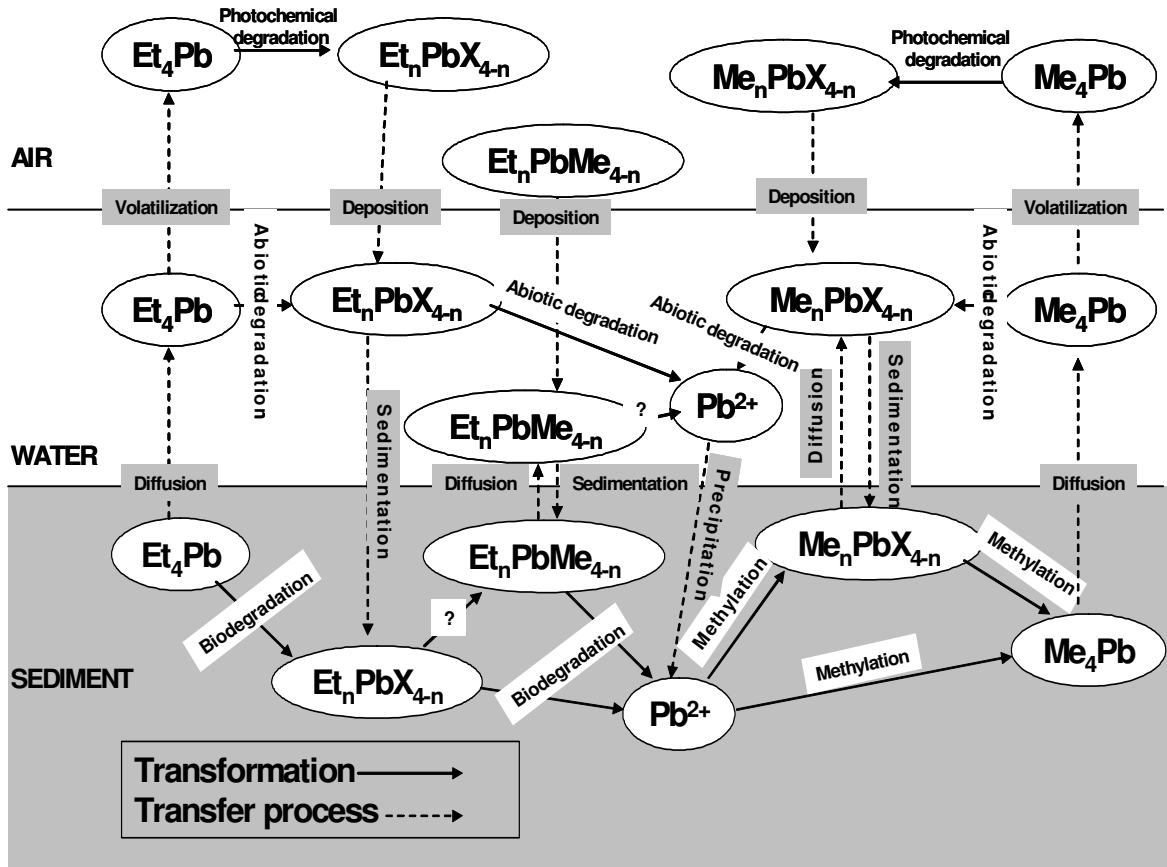 Photochemical
degradation
Et₄Pb
EtₙPbX₄₋ₙ
Photochemical
degradation
MeₙPbX₄₋ₙ
Me₄Pb
AIR
EtₙPbMe₄₋ₙ
Volatilization
Deposition
Deposition
Deposition
Volatilization
Abiotic degradation
Et₄Pb
EtₙPbX₄₋ₙ
Abiotic degradation
Abiotic degradation
MeₙPbX₄₋ₙ
Abiotic degradation
Me₄Pb
Sedimentation
EtₙPbMe₄₋ₙ
?
Pb²⁺
Diffusion
Sedimentation
WATER
Diffusion
Diffusion
Sedimentation
Precipitation
Diffusion
Et₄Pb
EtₙPbMe₄₋ₙ
MeₙPbX₄₋ₙ
Methylation
Biodegradation
?
Biodegradation
Methylation
Methylation
SEDIMENT
EtₙPbX₄₋ₙ
Pb²⁺
Me₄Pb
Transformation
Transfer process